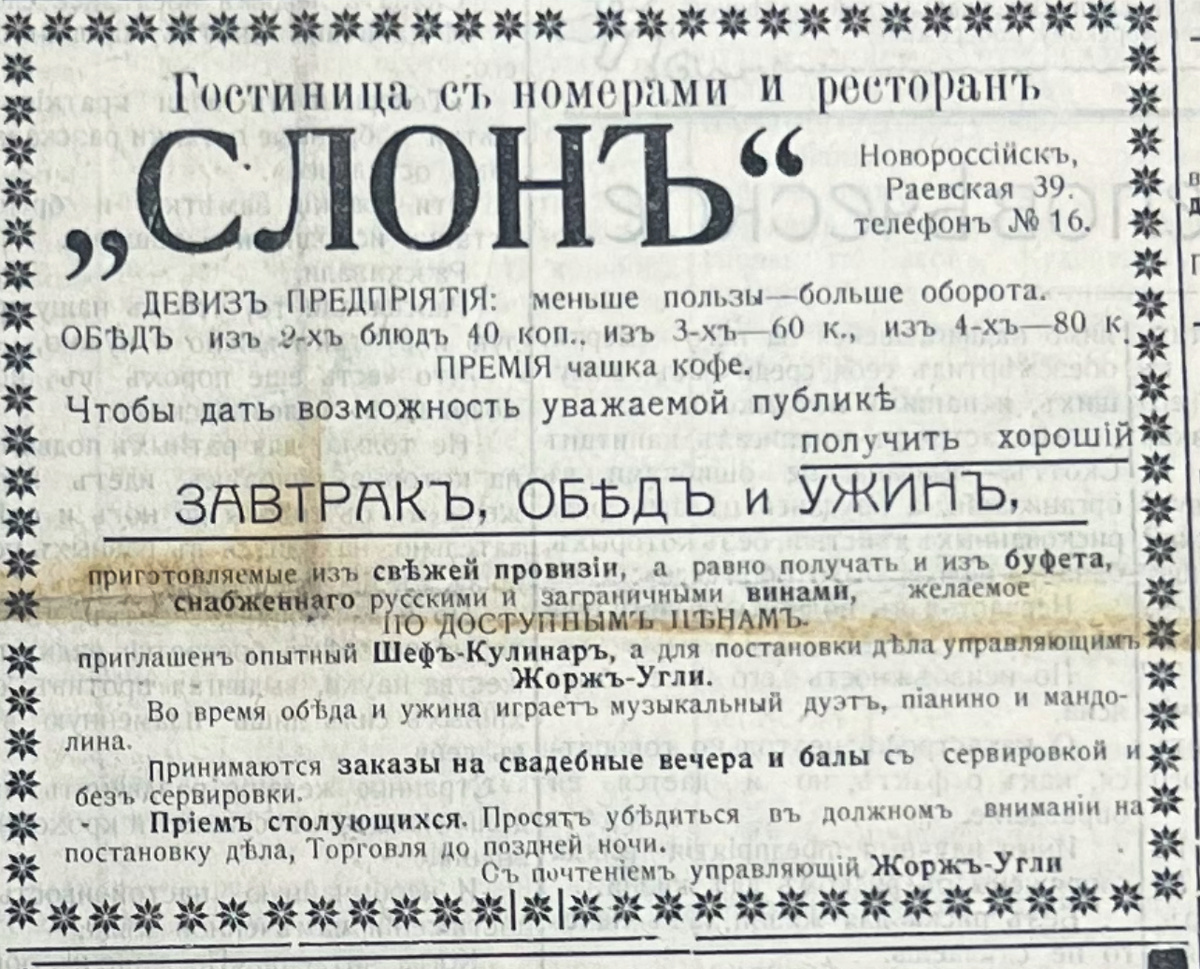 Гостиница съ номерами и ресторанъ
„СЛОНЪ“
Новороссійскъ,
Раевская 39.
телефонъ № 16.
ДЕВИЗЪ ПРЕДПРІЯТІЯ: меньше пользы—больше оборота.
ОБѢДЪ изъ 2-хъ блюдъ 40 коп., изъ 3-хъ—60 к., изъ 4-хъ—80 к.
ПРЕМІЯ чашка кофе.
Чтобы дать возможность уважаемой публикѣ
получить хорошій
ЗАВТРАКЪ, ОБѢДЪ и УЖИНЪ,
приготовляемые изъ свѣжей провизіи, а равно получать и изъ буфета,
снабженнаго русскими и заграничными винами, желаемое
ПО ДОСТУПНЫМЪ ЦѢНАМЪ.
приглашенъ опытный Шефъ-Кулинаръ, а для постановки дѣла управляющимъ
Жоржъ-Угли.
Во время обѣда и ужина играетъ музыкальный дуэтъ, піанино и мандо-
лина.
Принимаются заказы на свадебные вечера и балы съ сервировкой и
безъ сервировки.
Пріемъ столующихся. Просятъ убѣдиться въ должномъ вниманіи на
постановку дѣла, Торговля до поздней ночи.
Съ почтеніемъ управляющій Жоржъ-Угли